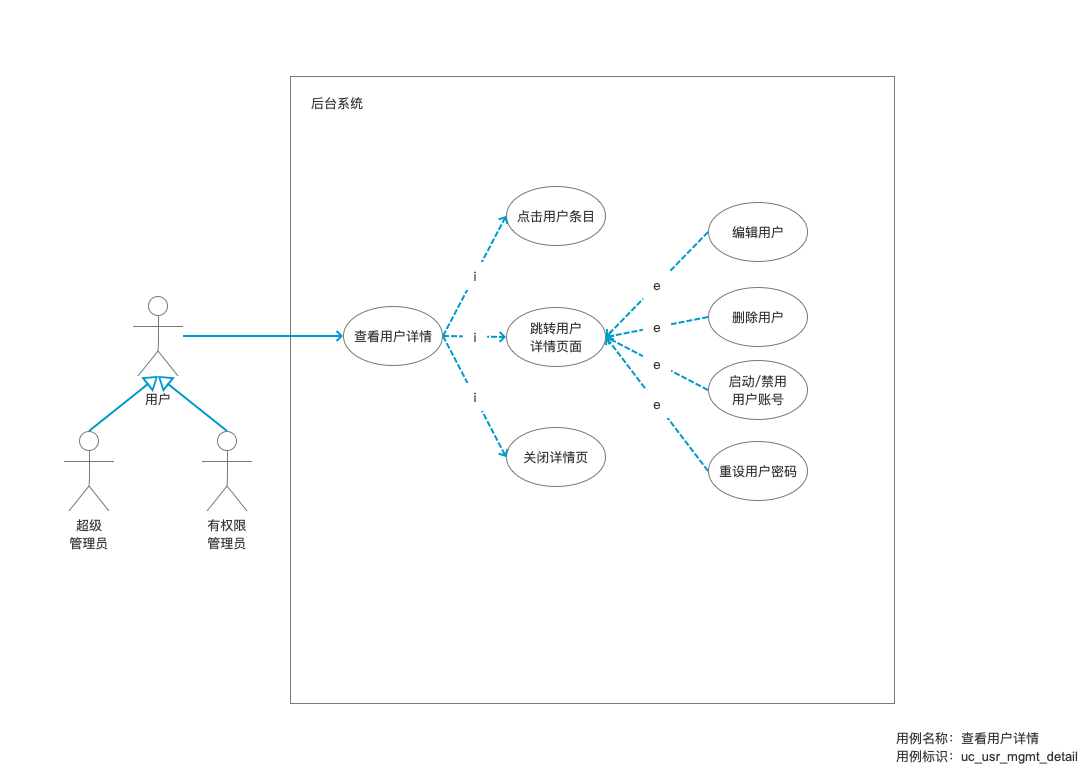 后台系统
点击用户条目
编辑用户
i
e
删除用户
查看用户详情
i
跳转用户
详情页面
e
e
启动/禁用
用户账号
用户
i
e
关闭详情页
重设用户密码
超级
管理员
有权限
管理员
用例名称：查看用户详情
用例标识：uc_usr_mgmt_detail